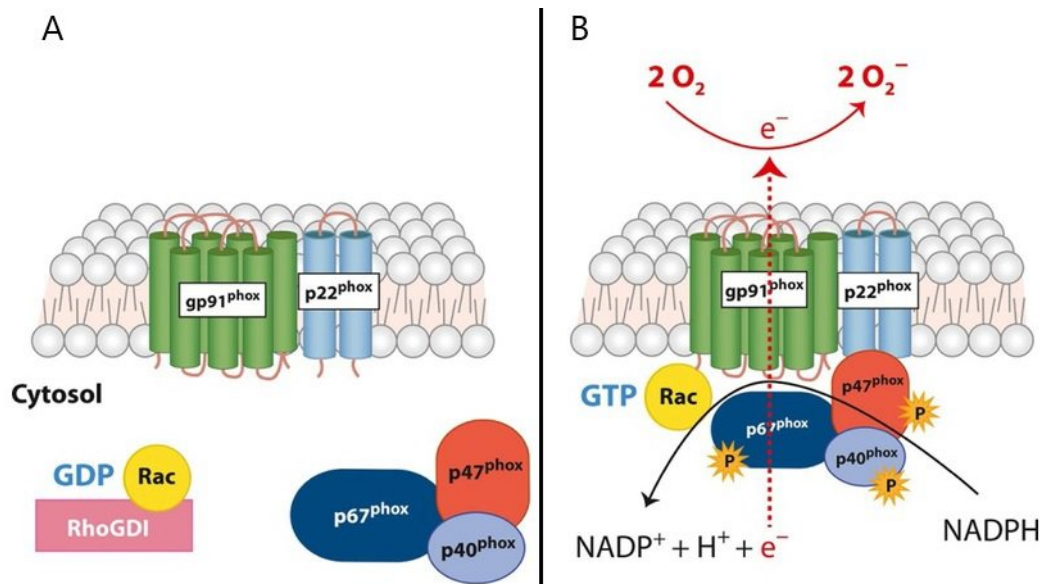 A
gp91phox
p22phox
Cytosol
GDP
Rac
RhoGDI
p67phox
p47phox
p40phox
B
2 O2
2 O2−
e−
gp91phox
p22phox
GTP
Rac
p47phox
p67phox
P
p40phox
P
P
NADP+ + H+ + e−
NADPH